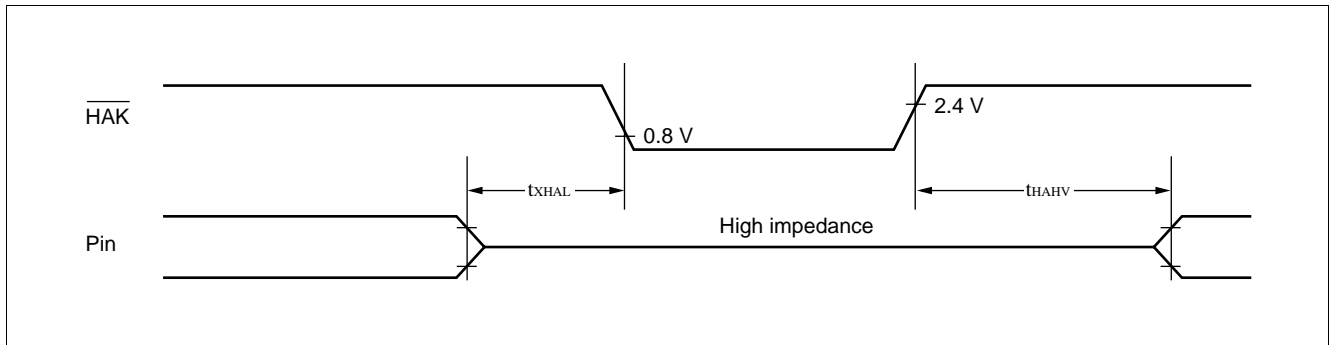 HAK
2.4 V
0.8 V
tXHAL
tHAHV
High impedance
Pin